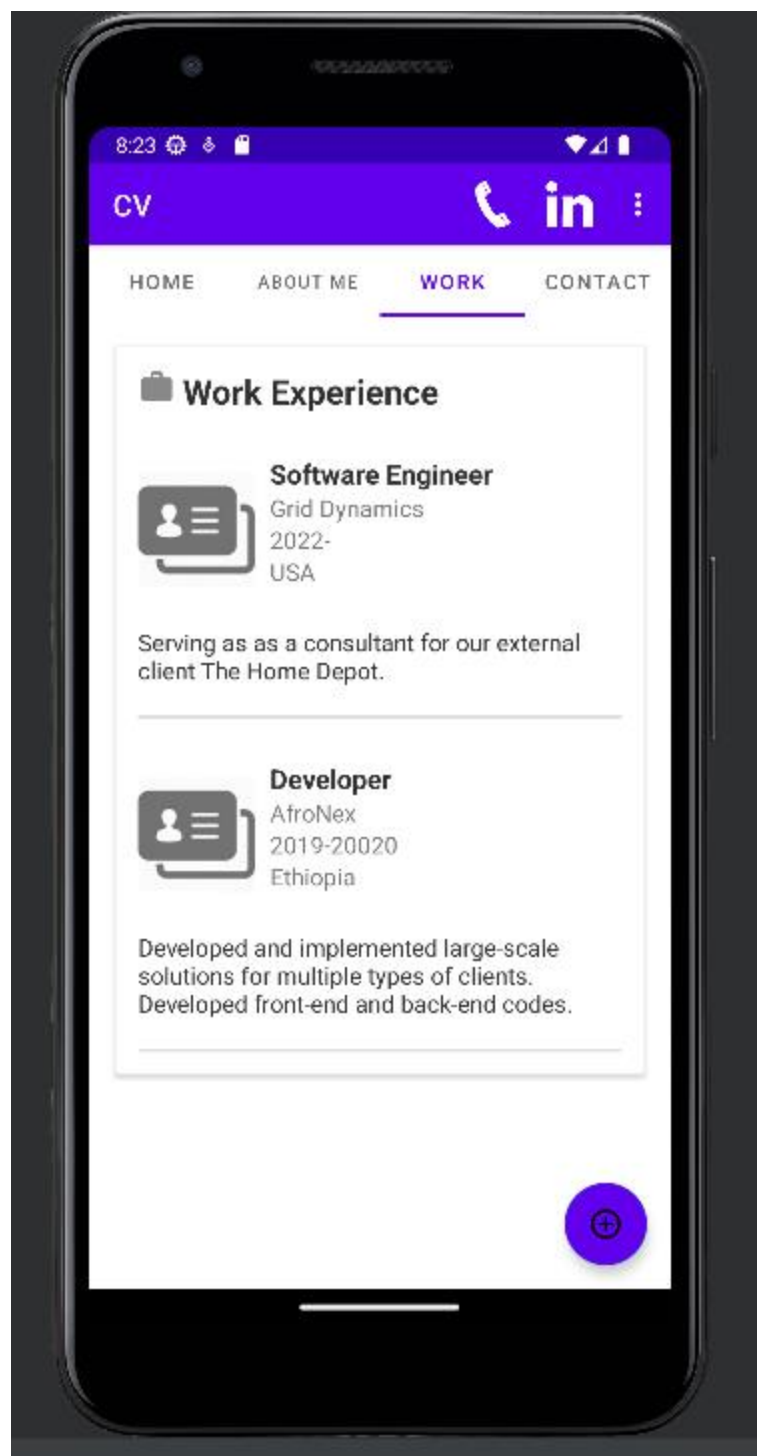 8:23
CV
in
HOME ABOUT ME WORK CONTACT
Work Experience
Software Engineer
Grid Dynamics
2022-
USA
Serving as as a consultant for our external
client The Home Depot.
Developer
AfroNex
2019-20020
Ethiopia
Developed and implemented large-scale
solutions for multiple types of clients.
Developed front-end and back-end codes.